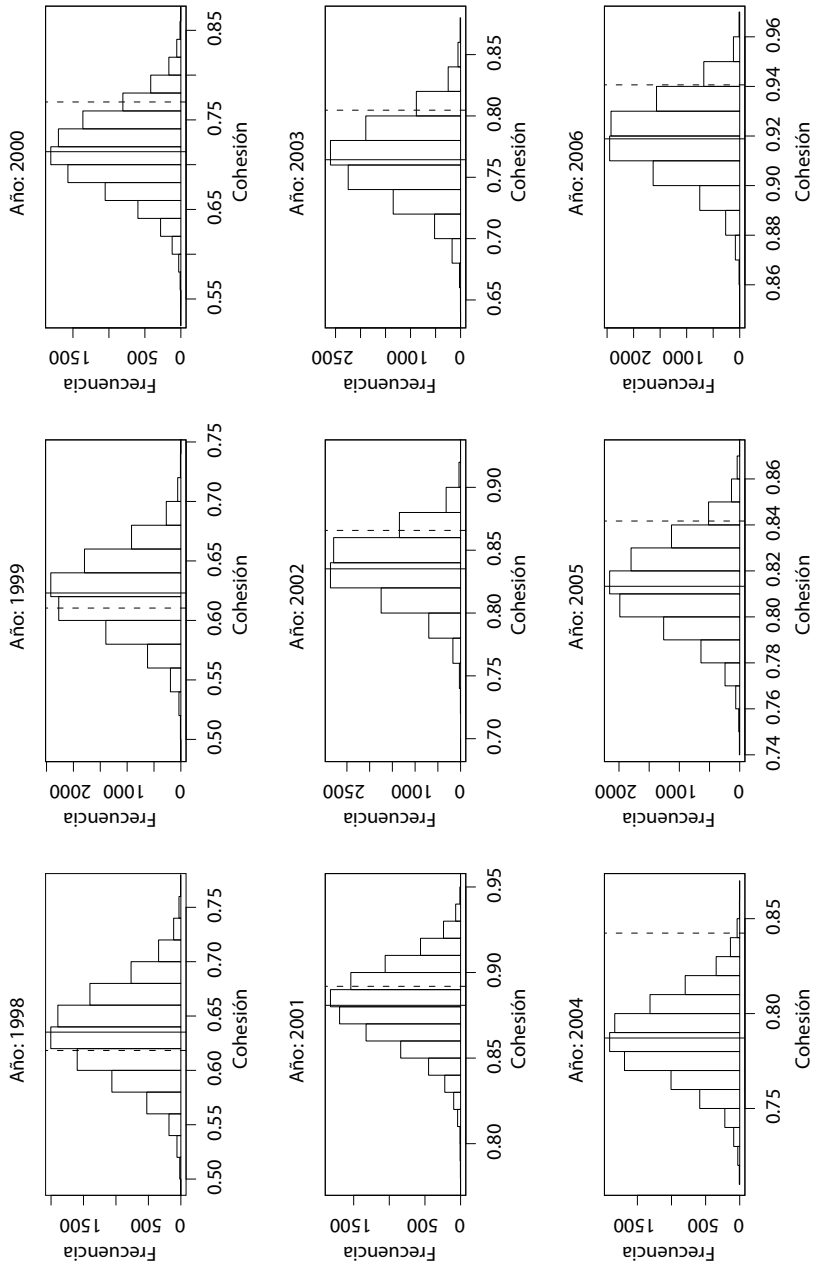 Año: 1998
Frecuencia
1500
500
0
0.50 0.55 0.60 0.65 0.70 0.75
Cohesión
Año: 1999
Frecuencia
2000
1000
0
0.50 0.55 0.60 0.65 0.70 0.75
Cohesión
Año: 2000
Frecuencia
1500
500
0
0.55 0.65 0.75 0.85
Cohesión
Año: 2001
Frecuencia
1500
500
0
0.80 0.85 0.90 0.95
Cohesión
Año: 2002
Frecuencia
2500
1000
0
0.70 0.75 0.80 0.85 0.90
Cohesión
Año: 2003
Frecuencia
2500
1000
0
0.65 0.70 0.75 0.80 0.85
Cohesión
Año: 2004
Frecuencia
1500
500
0
0.75 0.80 0.85
Cohesión
Año: 2005
Frecuencia
2000
1000
0
0.74 0.76 0.78 0.80 0.82 0.84 0.86
Cohesión
Año: 2006
Frecuencia
2000
1000
0
0.86 0.88 0.90 0.92 0.94 0.96
Cohesión